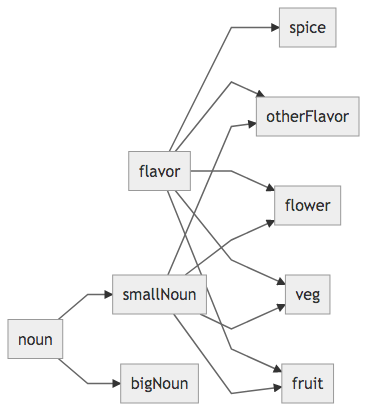 spice
otherFlavor
flavor
flower
smallNoun
veg
noun
bigNoun
fruit